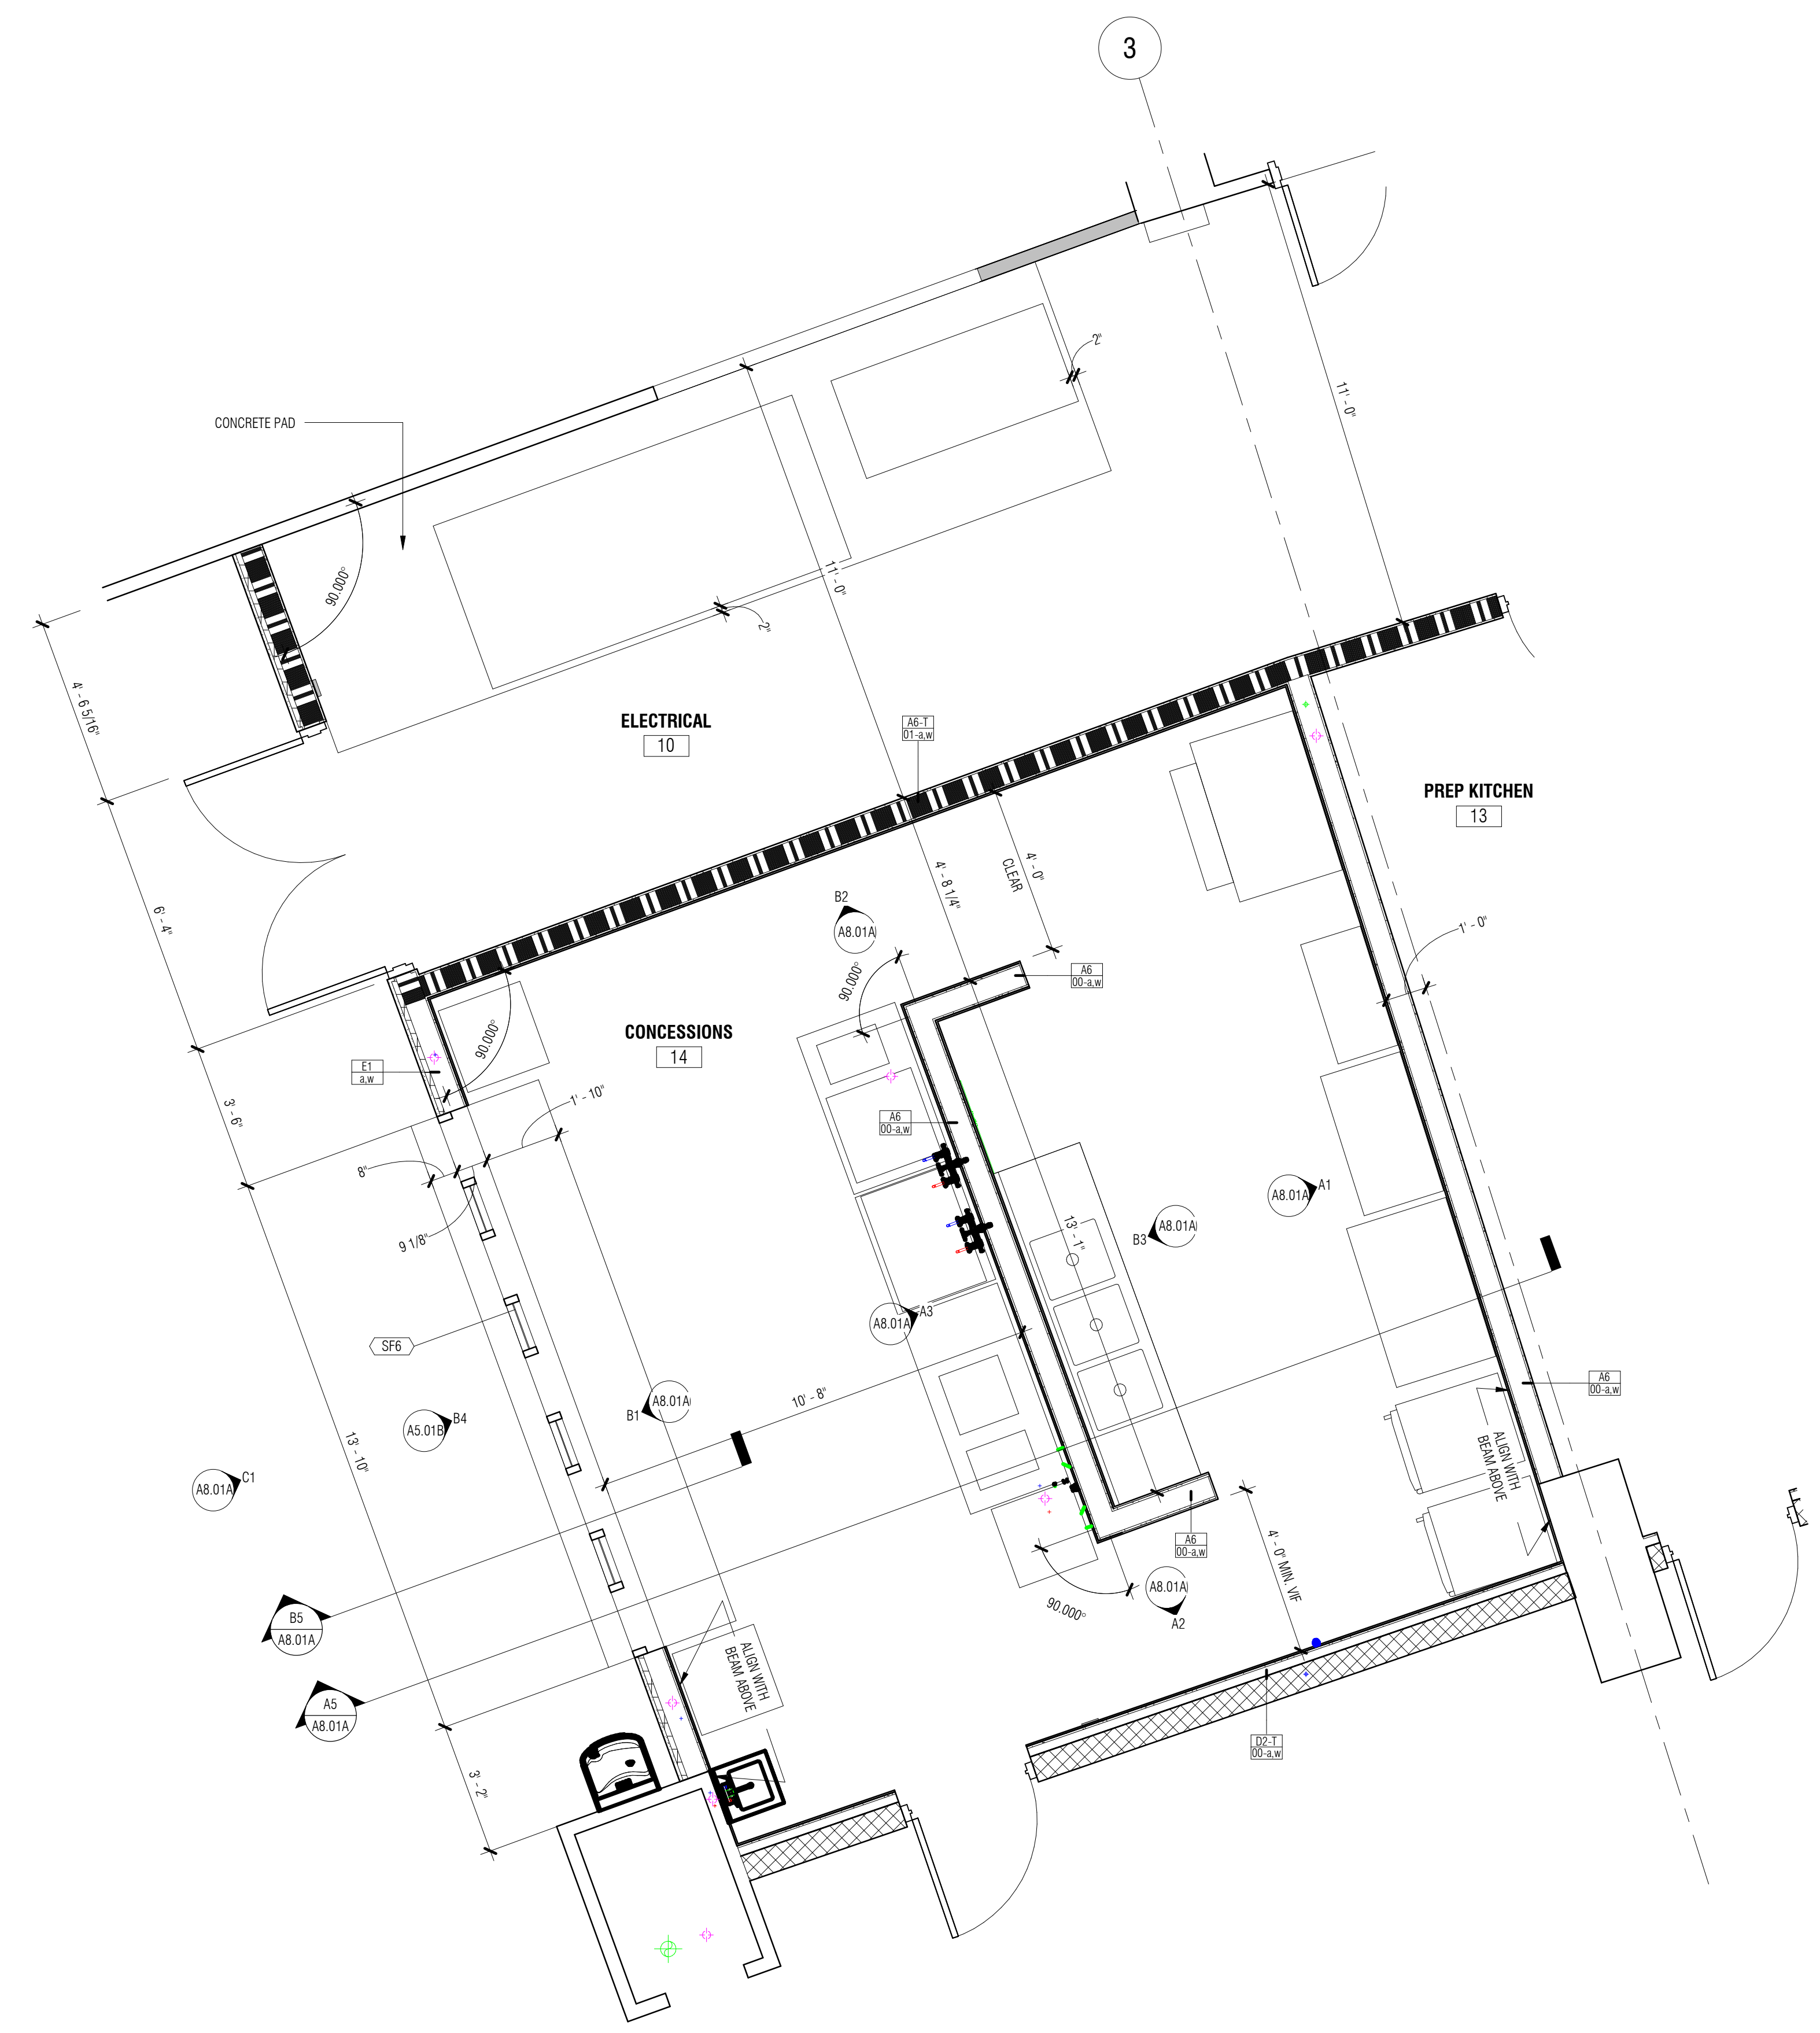 3
2"
11' - 0"
CONCRETE PAD
90.000°
11' - 0"
2"
4' - 6 5/16"
ELECTRICAL
10
A6-T
01-a,w
PREP KITCHEN
13
6' - 4"
4' - 8 1/4"
4' - 0"
CLEAR
B2
A8.01A
1' - 0"
A6
00-a,w
90.000°
CONCESSIONS
14
90.000°
E1
a,w
3' - 6"
1' - 10"
A6
00-a,w
8"
9 1/8"
13' - 1"
A8.01A
A1
A8.01A
B3
A8.01A
A3
SF6
10' - 8"
A6
00-a,w
A8.01A
B1
A5.01B
B4
13' - 10"
ALIGN WITH
BEAM ABOVE
A8.01A
C1
A6
00-a,w
4' - 0" MIN. VIF
A8.01A
A2
90.000°
B5
A8.01A
ALIGN WITH
BEAM ABOVE
A5
A8.01A
D2-T
00-a,w
3' - 2"